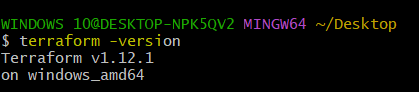 WINDOWS 10@DESKTOP-NPK5QV2 MINGW64 ~/Desktop
$ terraform -version
Terraform v1.12.1
on windows_amd64